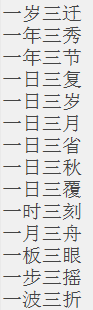 一岁三迁
一年三秀
一年三节
一日三复
一日三岁
一日三月
一日三省
一日三秋
一日三覆
一时三刻
一月三舟
一板三眼
一步三摇
一波三折